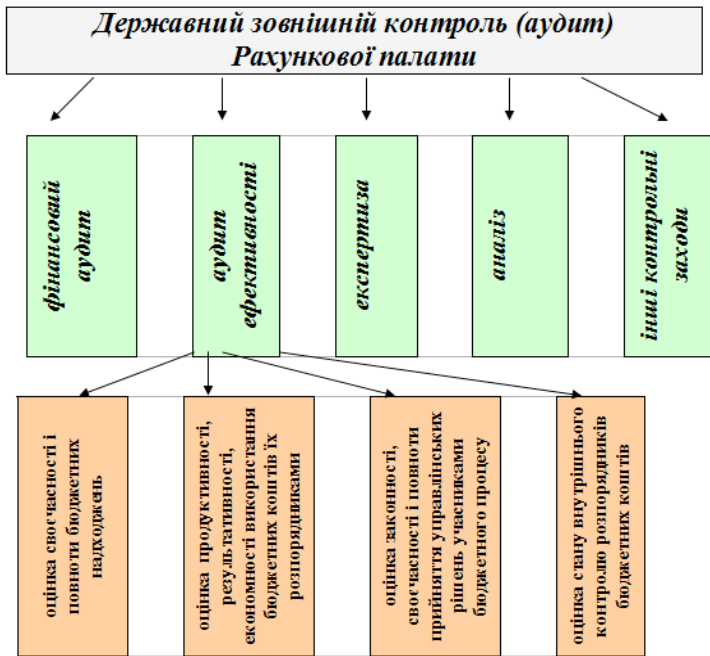 Державний зовнішній контроль (аудит)
Рахункової палати
фінансовий
аудит
аудит
ефективності
експертиза
аналіз
інші контрольні
заходи
оцінка своєчасності і
повноти бюджетних
надходжень
оцінка продуктивності,
результативності,
економності використання
бюджетних коштів їх
розпорядниками
оцінка законності,
своєчасності і повноти
прийняття управлінських
рішень учасниками
бюджетного процесу
оцінка стану внутрішнього
контролю розпорядників
бюджетних коштів